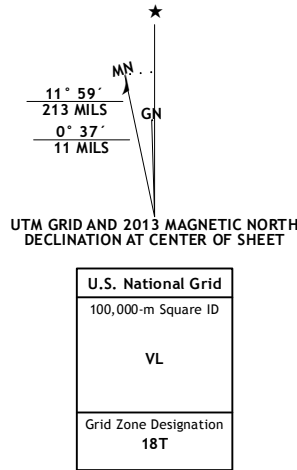 ★
MN
GN
11° 59´
213 MILS
0° 37´
11 MILS
UTM GRID AND 2013 MAGNETIC NORTH
DECLINATION AT CENTER OF SHEET
U.S. National Grid
100,000-m Square ID
VL
Grid Zone Designation
18T